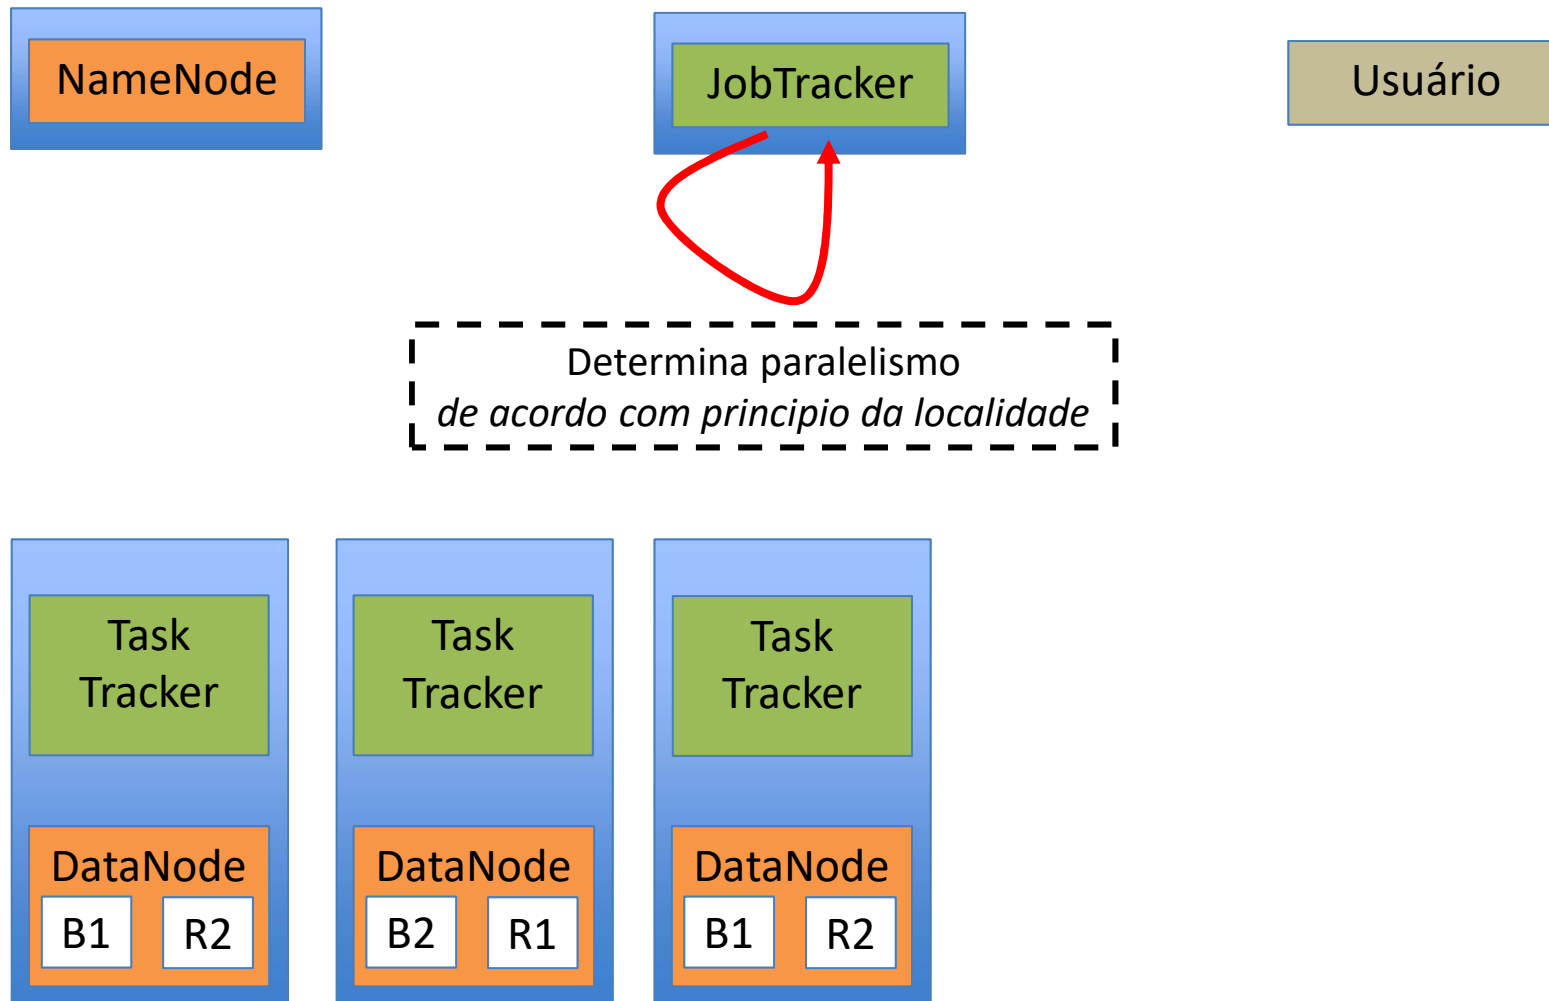 NameNode
JobTracker
Usuário
Determina paralelismo
de acordo com principio da localidade
Task
Tracker
Task
Tracker
Task
Tracker
DataNode
B1
R2
DataNode
B2
R1
DataNode
B1
R2